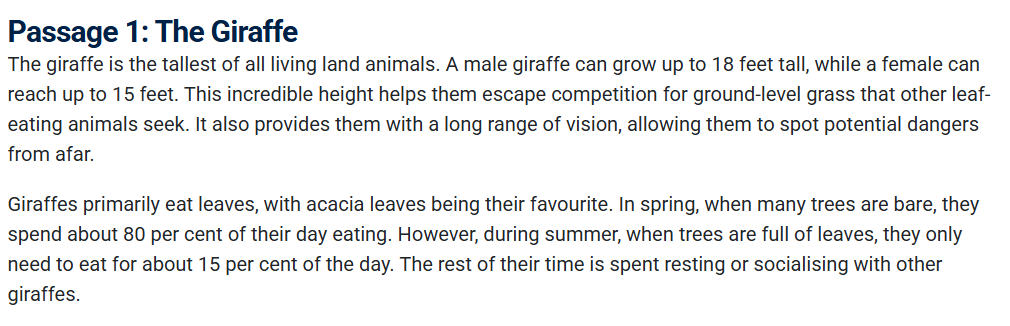 Passage 1: The Giraffe
The giraffe is the tallest of all living land animals. A male giraffe can grow up to 18 feet tall, while a female can
reach up to 15 feet. This incredible height helps them escape competition for ground-level grass that other leaf-
eating animals seek. It also provides them with a long range of vision, allowing them to spot potential dangers
from afar.
Giraffes primarily eat leaves, with acacia leaves being their favourite. In spring, when many trees are bare, they
spend about 80 per cent of their day eating. However, during summer, when trees are full of leaves, they only
need to eat for about 15 per cent of the day. The rest of their time is spent resting or socialising with other
giraffes.